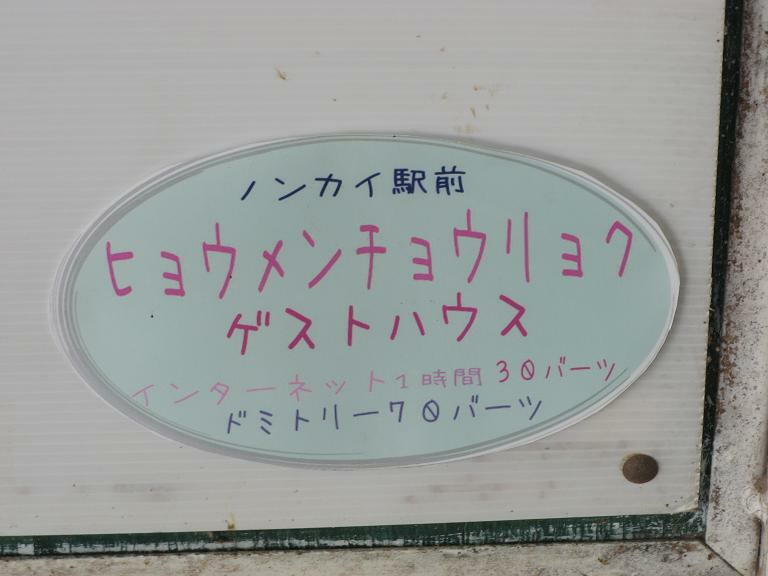 ノンカイ駅前
ヒョウメンチョウリョク
ゲストハウス
インターネット1時間 30バーツ
ドミトリー70バーツ